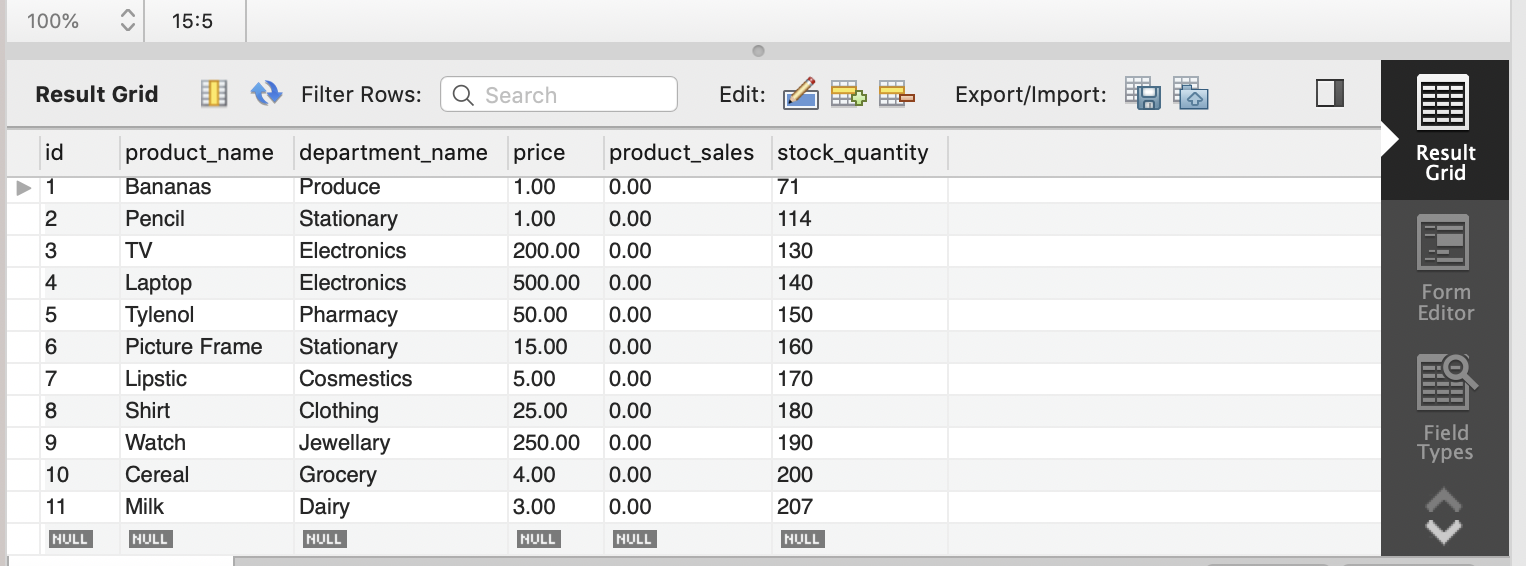 100% 15:5
Result Grid Filter Rows: Search Edit: Export/Import:
id product_name department_name price product_sales stock_quantity
1 Bananas Produce 1.00 0.00 71
2 Pencil Stationary 1.00 0.00 114
3 TV Electronics 200.00 0.00 130
4 Laptop Electronics 500.00 0.00 140
5 Tylenol Pharmacy 50.00 0.00 150
6 Picture Frame Stationary 15.00 0.00 160
7 Lipstic Cosmestics 5.00 0.00 170
8 Shirt Clothing 25.00 0.00 180
9 Watch Jewellary 250.00 0.00 190
10 Cereal Grocery 4.00 0.00 200
11 Milk Dairy 3.00 0.00 207
NULL NULL NULL NULL NULL NULL
Result
Grid
Form
Editor
Field
Types